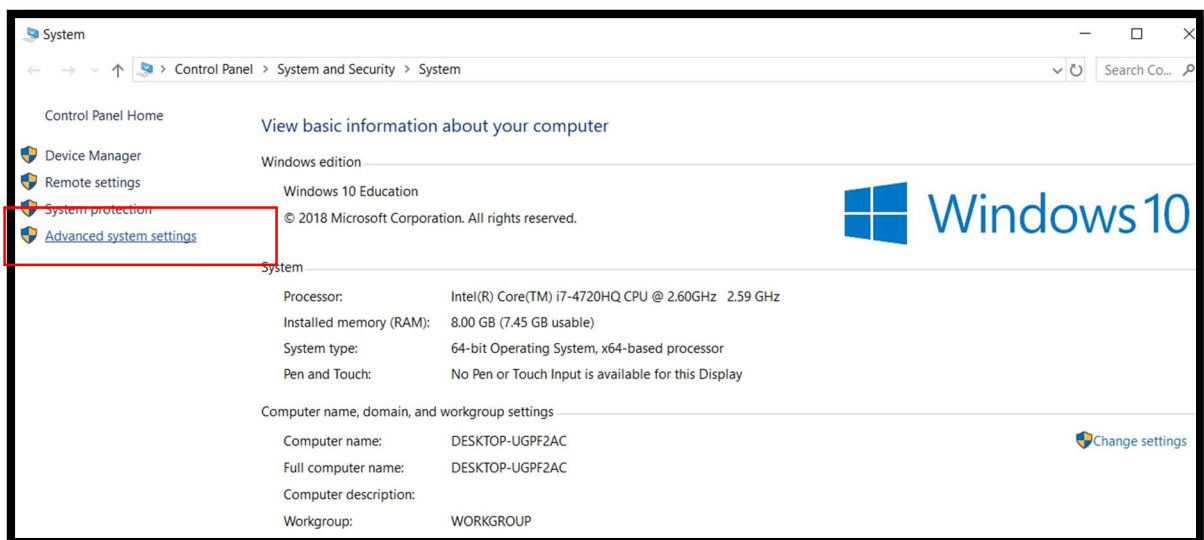 System
Control Panel > System and Security > System
Search Co...
Control Panel Home
Device Manager
Remote settings
System protection
Advanced system settings
View basic information about your computer
Windows edition
Windows 10 Education
© 2018 Microsoft Corporation. All rights reserved.
Windows 10
System
Processor: Intel(R) Core(TM) i7-4720HQ CPU @ 2.60GHz 2.59 GHz
Installed memory (RAM): 8.00 GB (7.45 GB usable)
System type: 64-bit Operating System, x64-based processor
Pen and Touch: No Pen or Touch Input is available for this Display
Computer name, domain, and workgroup settings
Computer name: DESKTOP-UGPF2AC
Change settings
Full computer name: DESKTOP-UGPF2AC
Computer description:
Workgroup: WORKGROUP